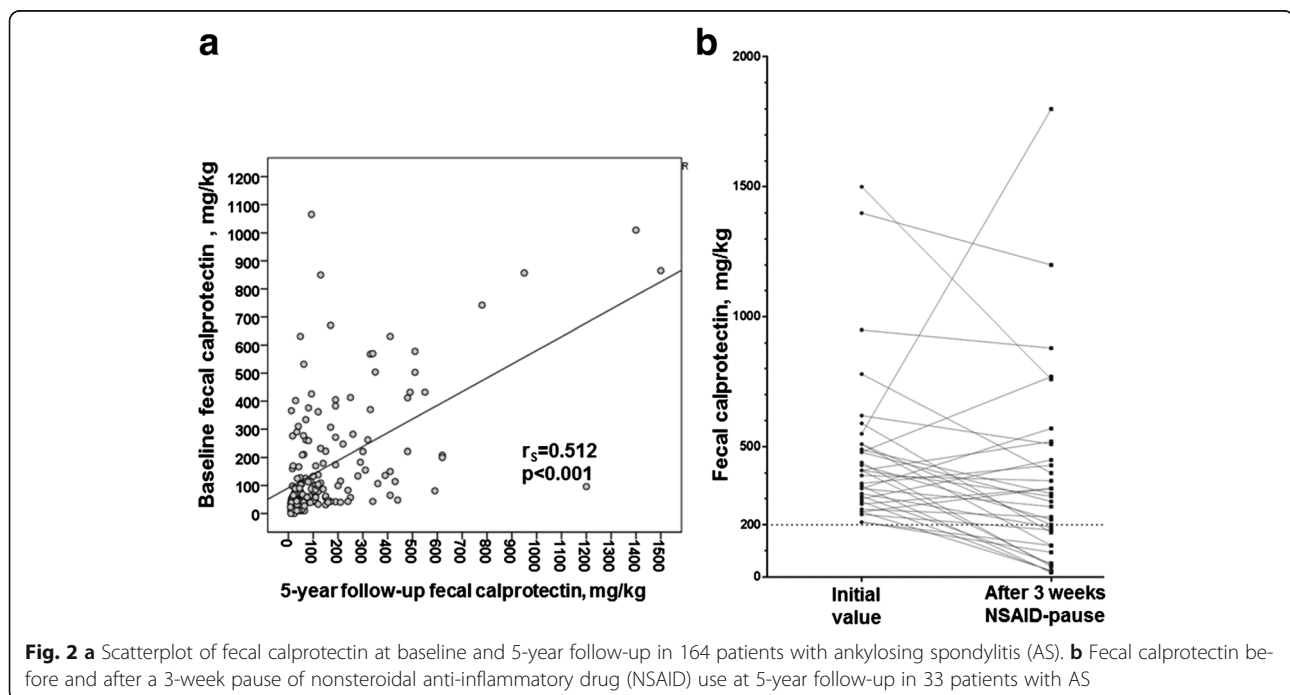 a
b
R
Baseline fecal calprotectin , mg/kg
1200
1100
1000
900
800
700
600
500
400
300
200
100
0
rS=0.512
p<0.001
0
100
200
300
400
500
600
700
800
900
1000
1100
1200
1300
1400
1500
5-year follow-up fecal calprotectin, mg/kg
Fecal calprotectin, mg/kg
2000
1500
1000
500
200
0
Initial
value
After 3 weeks
NSAID-pause
Fig. 2 a Scatterplot of fecal calprotectin at baseline and 5-year follow-up in 164 patients with ankylosing spondylitis (AS). b Fecal calprotectin be-
fore and after a 3-week pause of nonsteroidal anti-inflammatory drug (NSAID) use at 5-year follow-up in 33 patients with AS